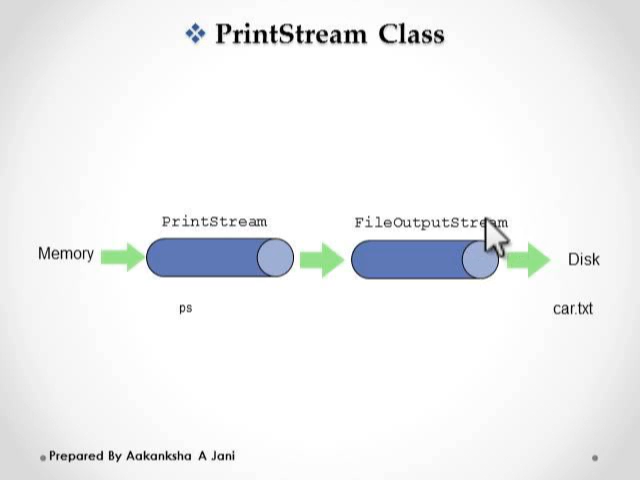 PrintStream Class
PrintStream
FileOutputStream
Memory
Disk
ps
car.txt
Prepared By Aakanksha A Jani